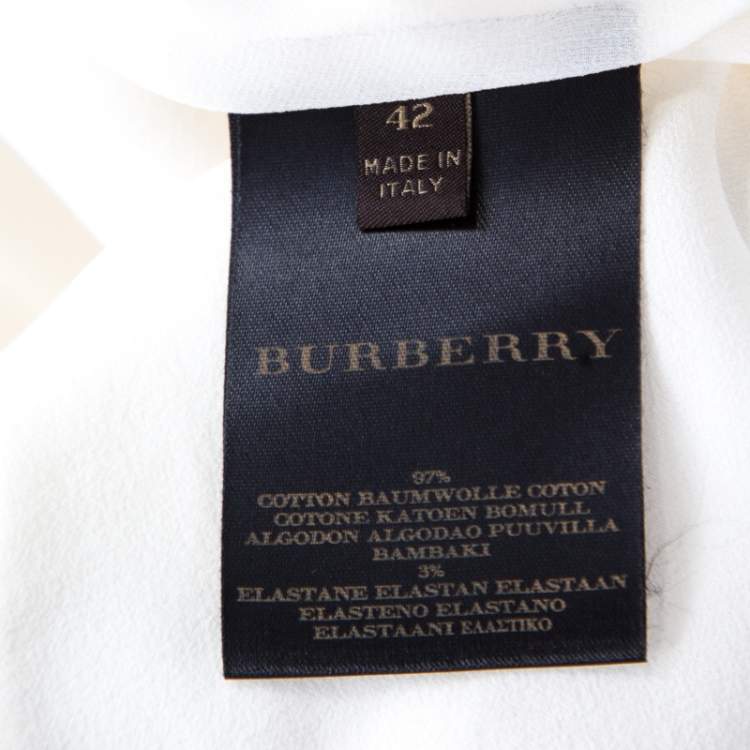 42
MADE IN
ITALY
BURBERRY
97%
COTTON BAUMWOLLE COTON
COTONE KATOEN BOMULL
ALGODON ALGODAO PUUVILLA
BAMBAKI
3%
ELASTANE ELASTAN ELASTAAN
ELASTENO ELASTANO
ELASTAANI ΕΛΑΣΤΙΚΟ